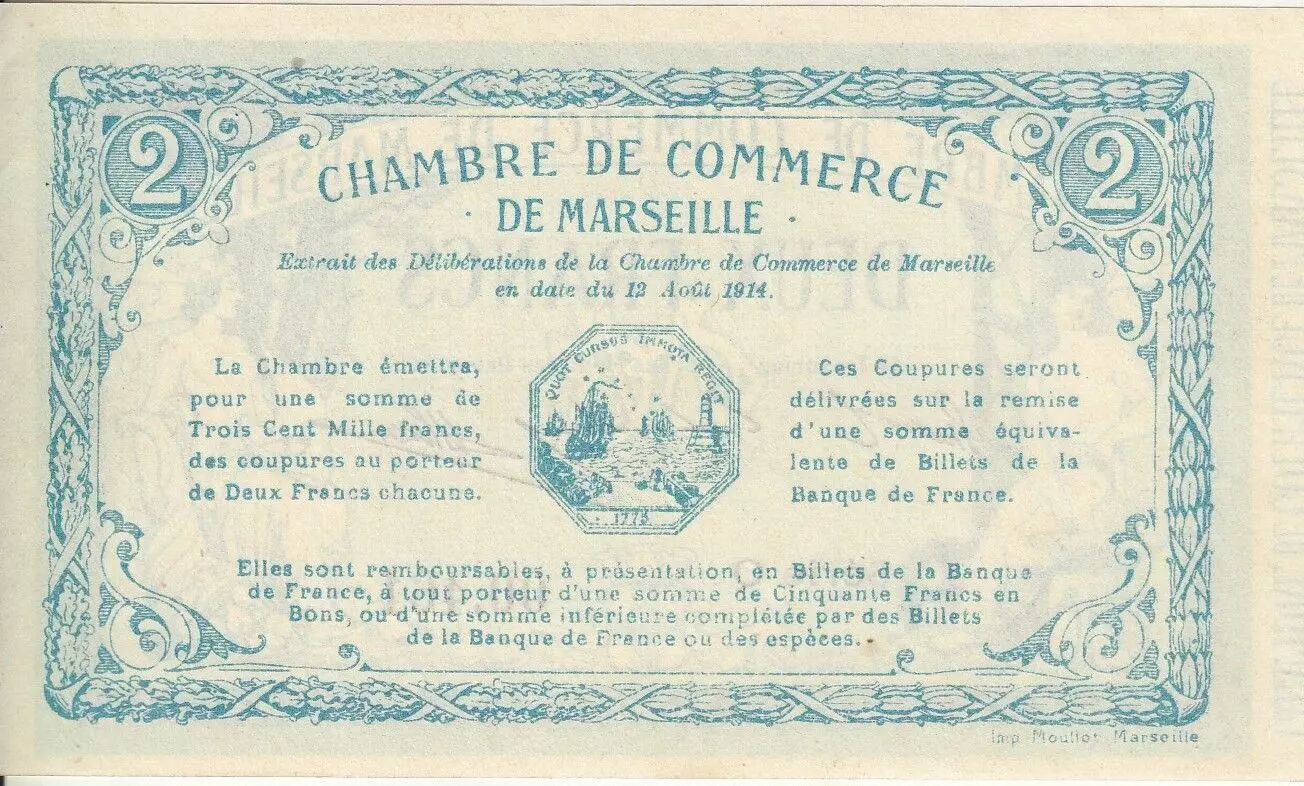 2 2
CHAMBRE DE COMMERCE
· DE MARSEILLE ·
Extrait des Délibérations de la Chambre de Commerce de Marseille
en date du 12 Août 1914.
La Chambre émettra,
pour une somme de
Trois Cent Mille francs,
des coupures au porteur
de Deux Francs chacune.
QUOT CURSUS IMMOTA REGIT
1775
Ces Coupures seront
délivrées sur la remise
d'une somme équiva-
lente de Billets de la
Banque de France.
Elles sont remboursables, à présentation, en Billets de la Banque
de France, à tout porteur d'une somme de Cinquante Francs en
Bons, ou d'une somme inférieure complétée par des Billets
de la Banque de France ou des espèces.
Imp Moullot Marseille